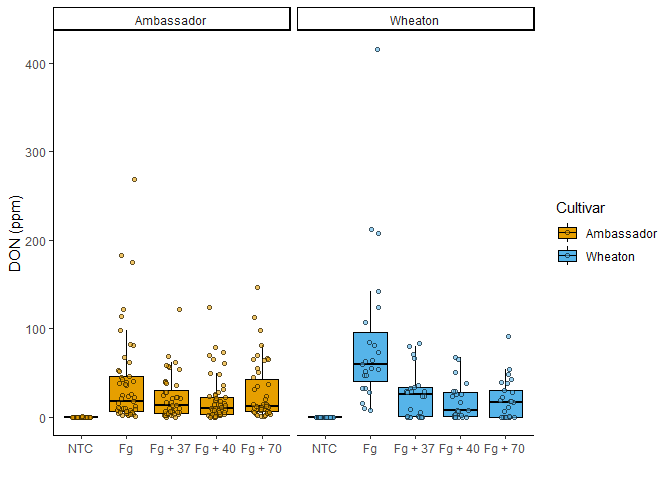 Ambassador
Wheaton
DON (ppm)
400
300
200
100
0
NTC Fg Fg + 37 Fg + 40 Fg + 70
NTC Fg Fg + 37 Fg + 40 Fg + 70
Cultivar
Ambassador
Wheaton